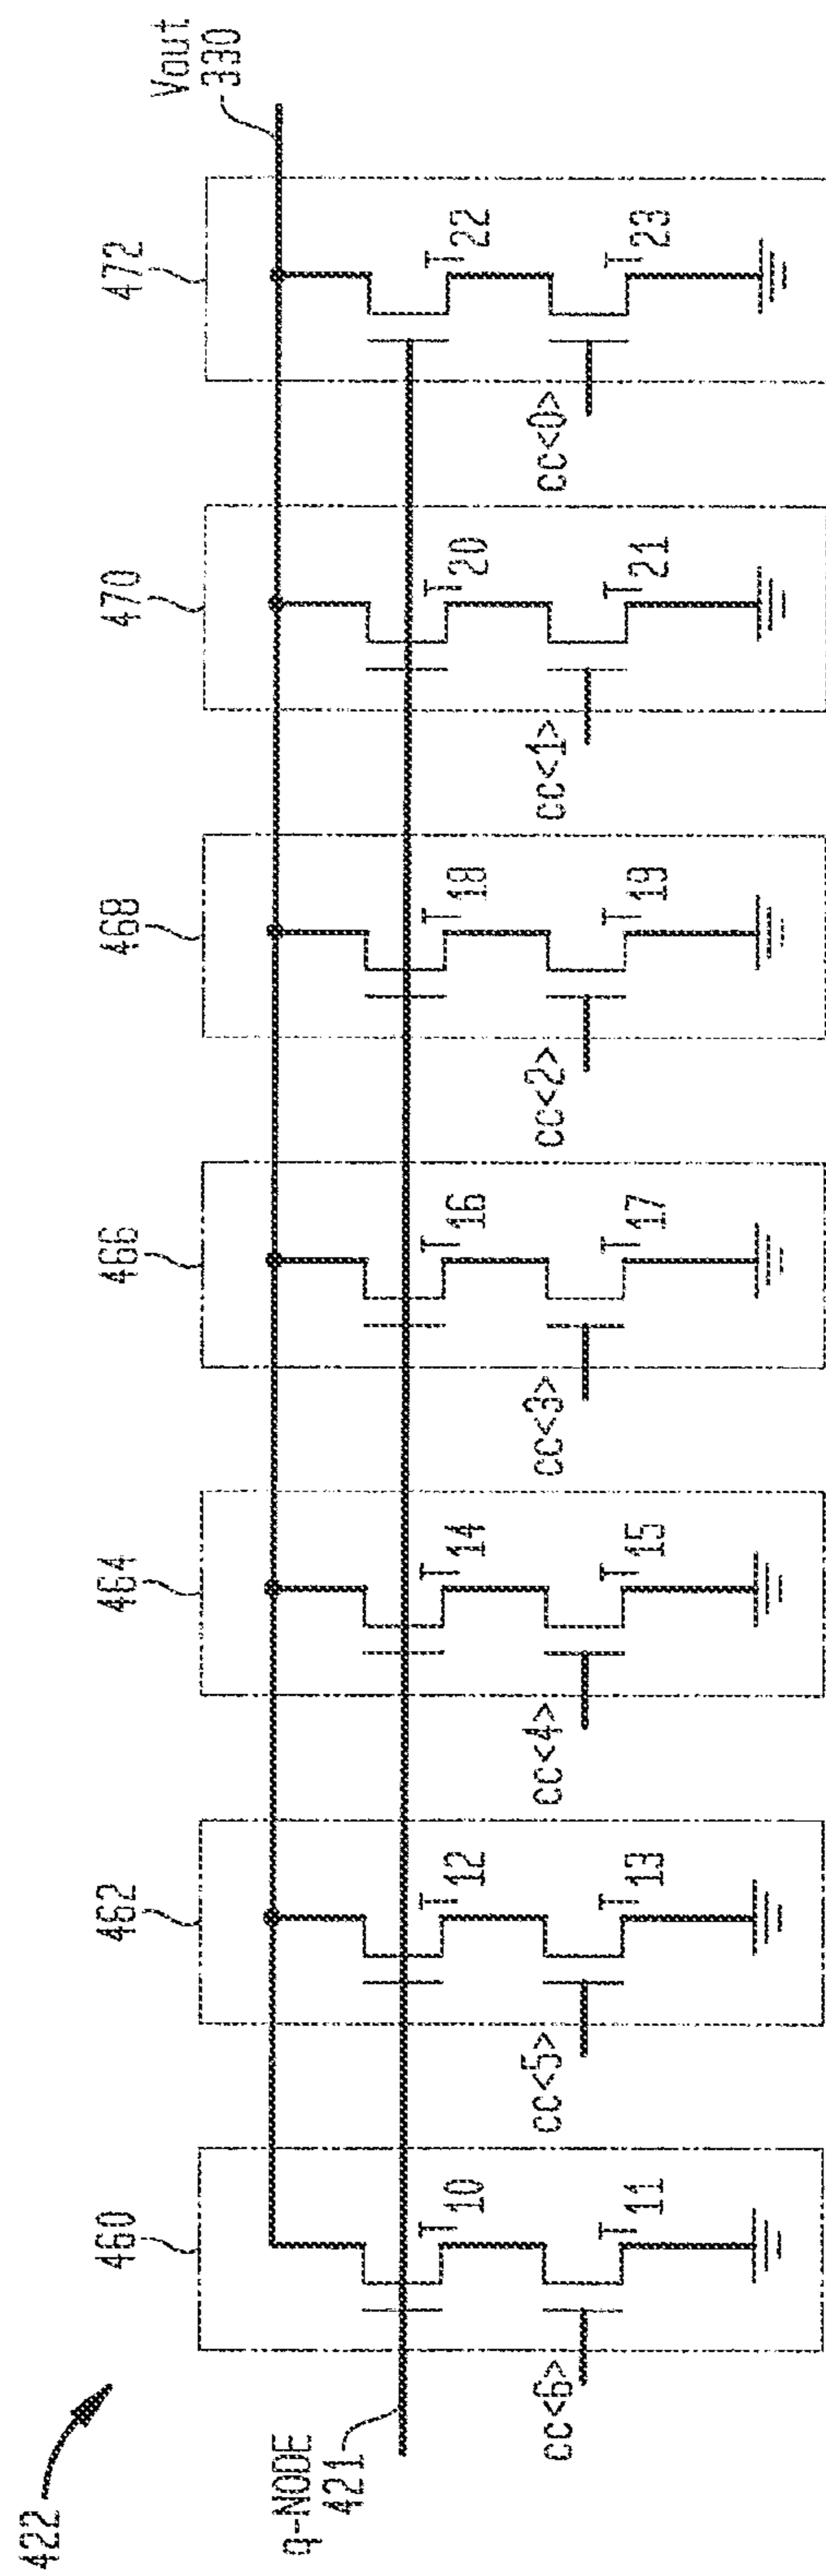 422
460
462
464
466
468
470
472
Vout
330
q-NODE
421
T10
T12
T14
T16
T18
T20
T22
cc<6>
cc<5>
cc<4>
cc<3>
cc<2>
cc<1>
cc<0>
T11
T13
T15
T17
T19
T21
T23